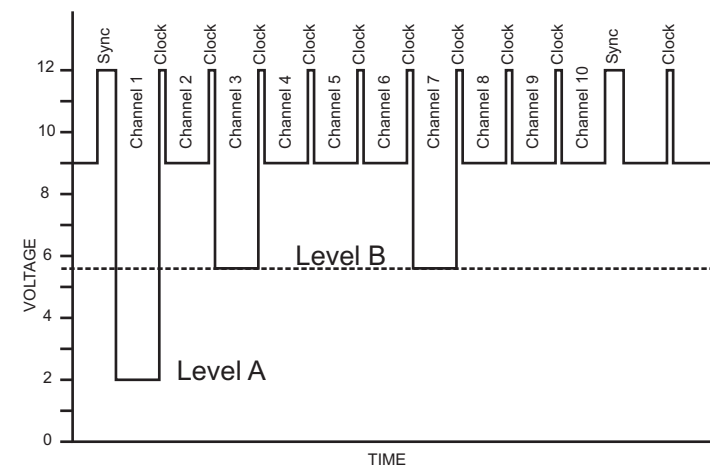 Sync
Channel 1
Clock
Channel 2
Clock
Channel 3
Clock
Channel 4
Clock
Channel 5
Clock
Channel 6
Clock
Channel 7
Clock
Channel 8
Clock
Channel 9
Clock
Channel 10
Sync
Clock
12
10
8
6
4
2
0
VOLTAGE
Level B
Level A
TIME